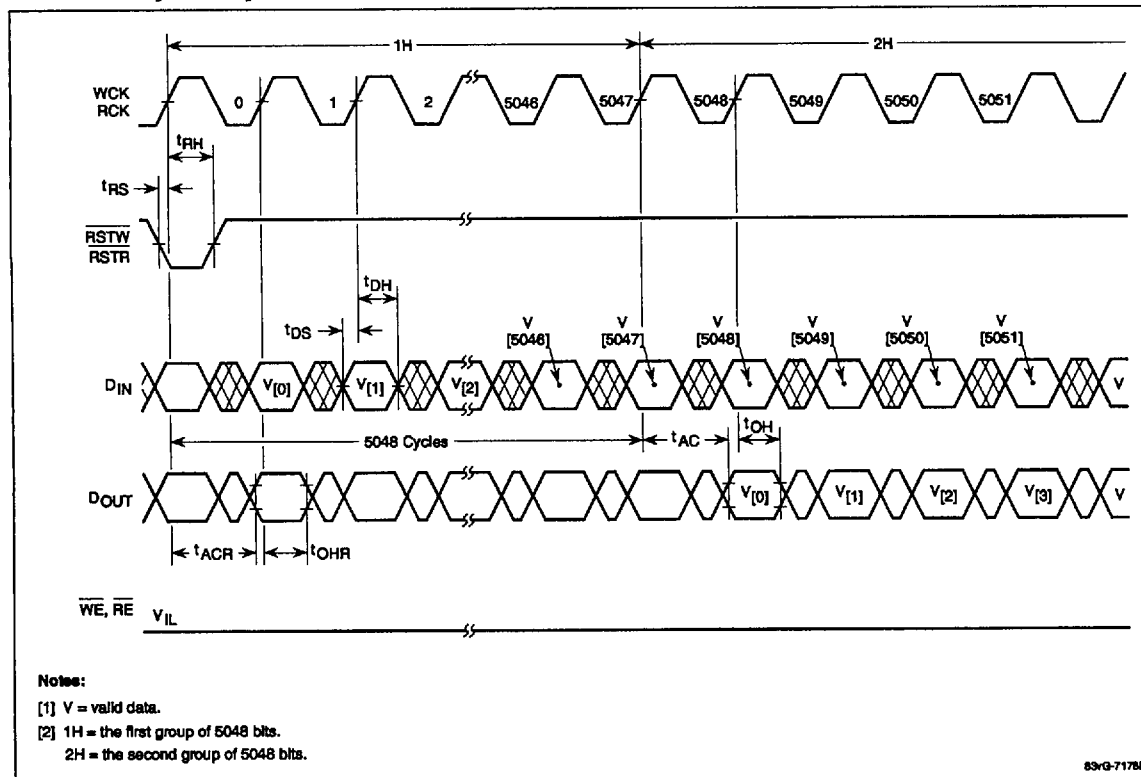 1H 2H
WCK
RCK
0 1 2 5046 5047 5048 5049 5050 5051
tRH
tRS
RSTW
RSTR
tDH
tDS
V [5046] V [5047] V [5048] V [5049] V [5050] V [5051]
DIN V[0] V[1] V[2] V
5048 Cycles tAC tOH
DOUT V[0] V[1] V[2] V[3] V
tACR tOHR
WE, RE VIL
Notes:
[1] V = valid data.
[2] 1H = the first group of 5048 bits.
2H = the second group of 5048 bits.